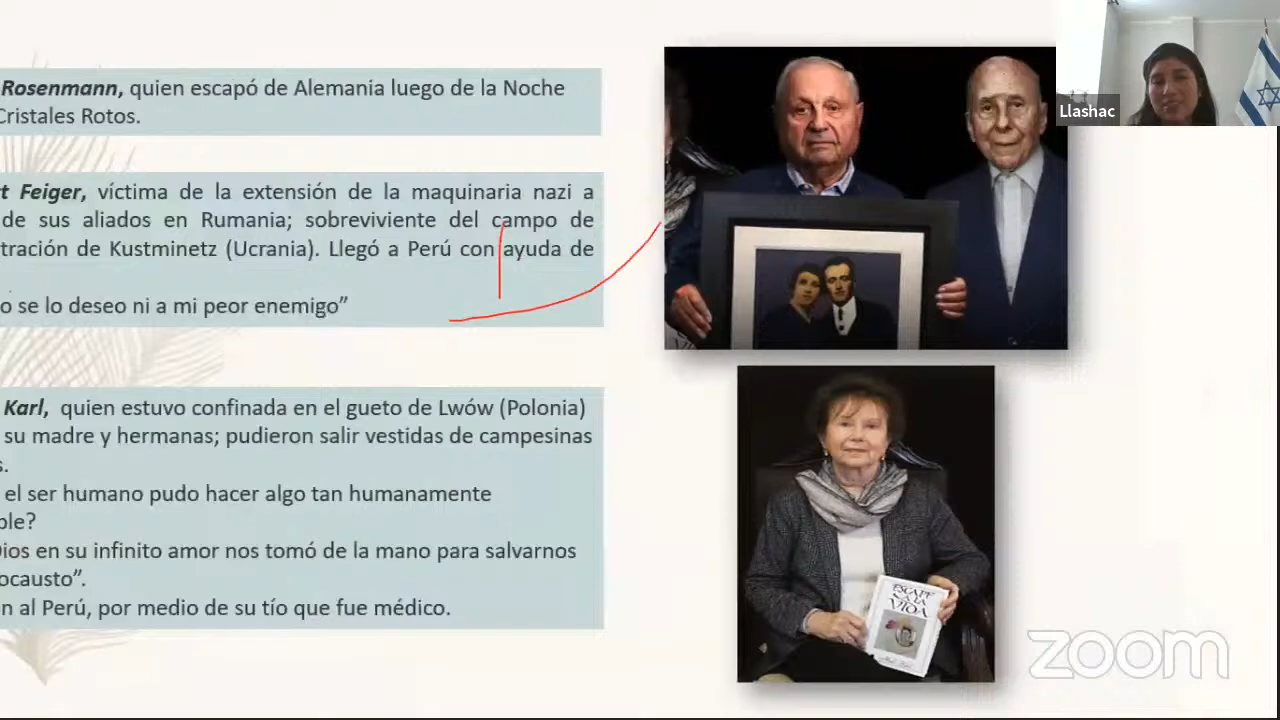 Rosenmann, quien escapó de Alemania luego de la Noche
Cristales Rotos.
Feiger, víctima de la extensión de la maquinaria nazi a
de sus aliados en Rumania; sobreviviente del campo de
tración de Kustminetz (Ucrania). Llegó a Perú con ayuda de
o se lo deseo ni a mi peor enemigo”
Karl, quien estuvo confinada en el gueto de Lwów (Polonia)
su madre y hermanas; pudieron salir vestidas de campesinas
s.
el ser humano pudo hacer algo tan humanamente
ble?
Dios en su infinito amor nos tomó de la mano para salvarnos
ocausto”.
n al Perú, por medio de su tío que fue médico.
Llashac
ESCAPE
A LA
VIDA
zoom